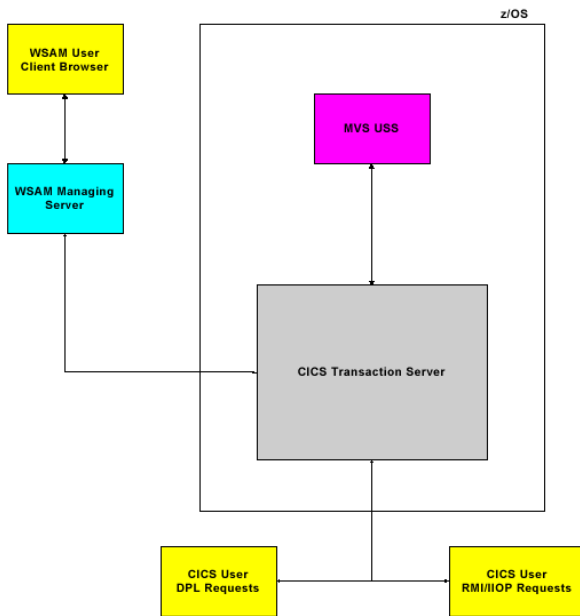 z/OS
WSAM User
Client Browser
MVS USS
WSAM Managing
Server
CICS Transaction Server
CICS User
DPL Requests
CICS User
RMI/IIOP Requests